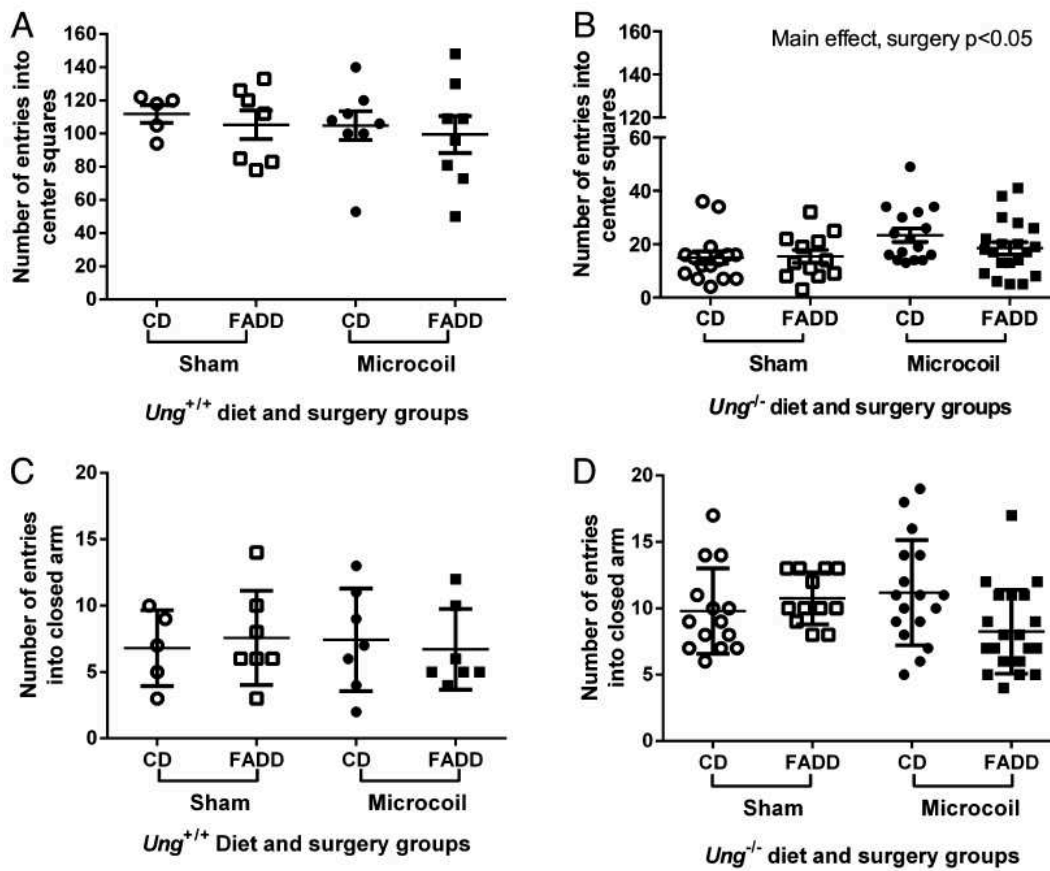 A
Number of entries into
center squares
160
140
120
100
80
60
40
20
0
CD
FADD
CD
FADD
Sham
Microcoil
Ung+/+ diet and surgery groups
B
Main effect, surgery p<0.05
Number of entries into
center squares
160
120
40
20
0
CD
FADD
CD
FADD
Sham
Microcoil
Ung-/- diet and surgery groups
C
Number of entries
into closed arm
20
15
10
5
0
CD
FADD
CD
FADD
Sham
Microcoil
Ung+/+ Diet and surgery groups
D
Number of entries
into closed arm
20
15
10
5
0
CD
FADD
CD
FADD
Sham
Microcoil
Ung-/- diet and surgery groups